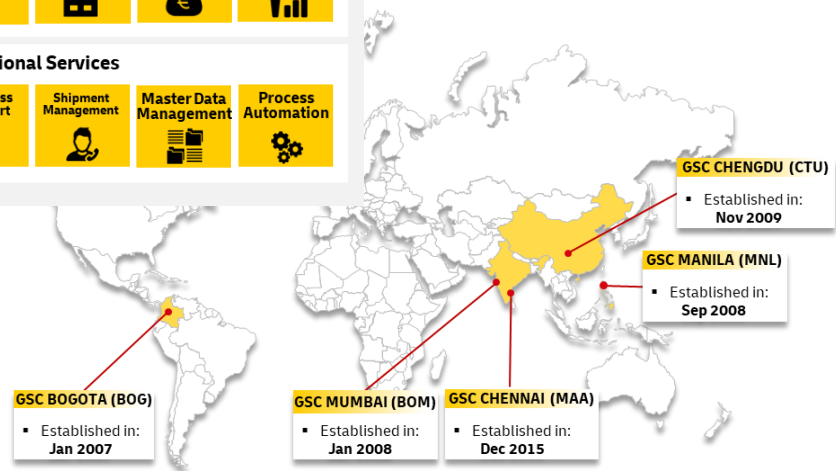 ional Services
ss
rt
Shipment
Management
Master Data
Management
Process
Automation
GSC CHENGDU (CTU)
▪ Established in:
Nov 2009
GSC MANILA (MNL)
▪ Established in:
Sep 2008
GSC BOGOTA (BOG)
▪ Established in:
Jan 2007
GSC MUMBAI (BOM)
▪ Established in:
Jan 2008
GSC CHENNAI (MAA)
▪ Established in:
Dec 2015